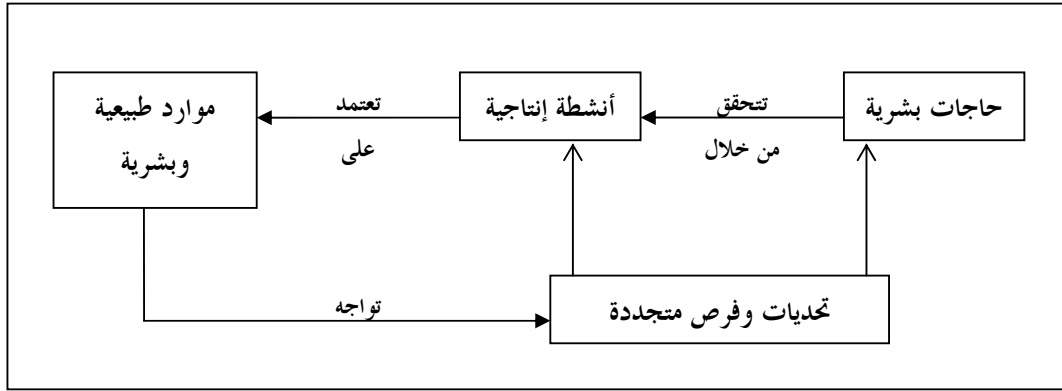 حاجات بشرية
تتحقق
من خلال
أنشطة إنتاجية
تعتمد
على
موارد طبيعية
وبشرية
تواجه
تحديات وفرص متجددة